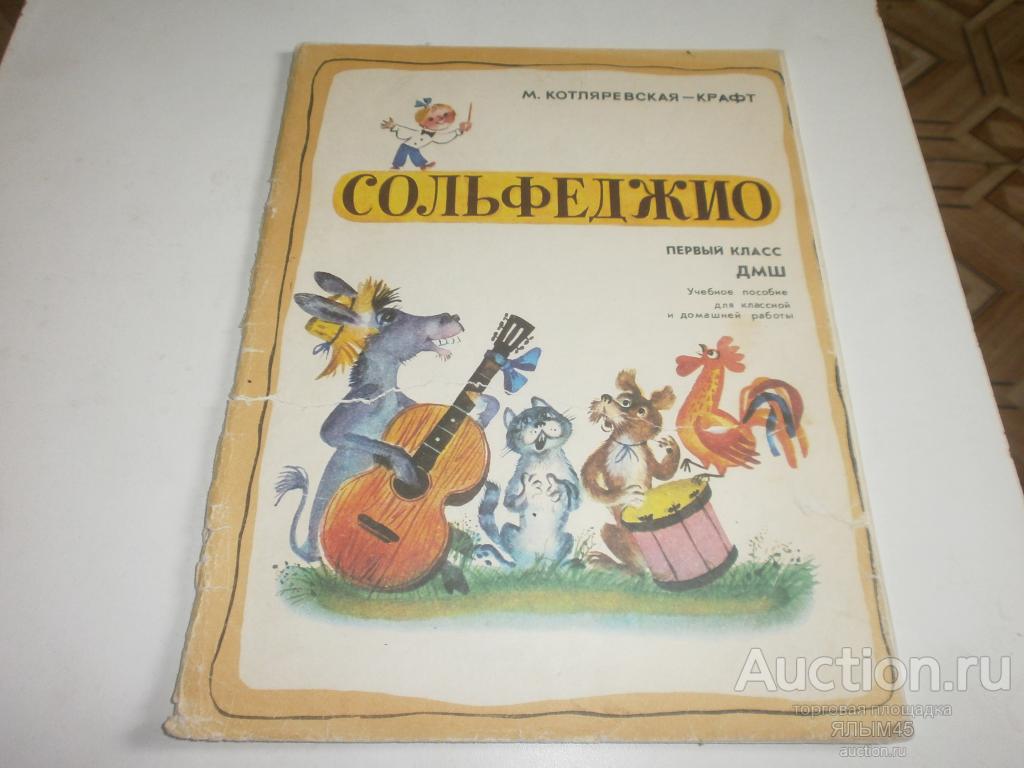 М. КОТЛЯРЕВСКАЯ—КРАФТ
СОЛЬФЕДЖИО
ПЕРВЫЙ КЛАСС
ДМШ
Учебное пособие
для классной
и домашней работы
Auction.ru
торговая площадка
ЯЛЫМ45
auction.ru